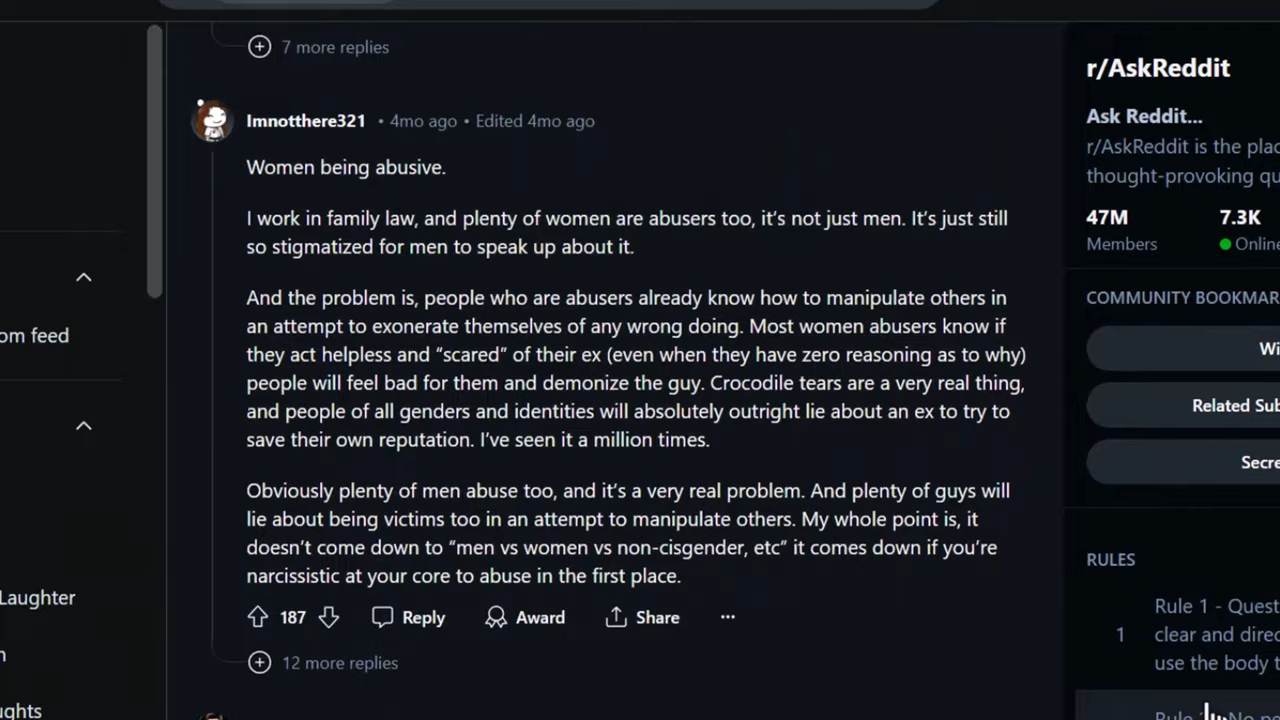 7 more replies
Imnotthere321 • 4mo ago • Edited 4mo ago
Women being abusive.
I work in family law, and plenty of women are abusers too, it's not just men. It's just still
so stigmatized for men to speak up about it.
And the problem is, people who are abusers already know how to manipulate others in
an attempt to exonerate themselves of any wrong doing. Most women abusers know if
they act helpless and “scared” of their ex (even when they have zero reasoning as to why)
people will feel bad for them and demonize the guy. Crocodile tears are a very real thing,
and people of all genders and identities will absolutely outright lie about an ex to try to
save their own reputation. I've seen it a million times.
Obviously plenty of men abuse too, and it's a very real problem. And plenty of guys will
lie about being victims too in an attempt to manipulate others. My whole point is, it
doesn't come down to “men vs women vs non-cisgender, etc” it comes down if you're
narcissistic at your core to abuse in the first place.
187 Reply Award Share ...
12 more replies
om feed
Laughter
n
ughts
r/AskReddit
Ask Reddit...
r/AskReddit is the plac
thought-provoking qu
47M 7.3K
Members Online
COMMUNITY BOOKMAR
Wi
Related Sub
Secre
RULES
Rule 1 - Quest
1 clear and direc
use the body t